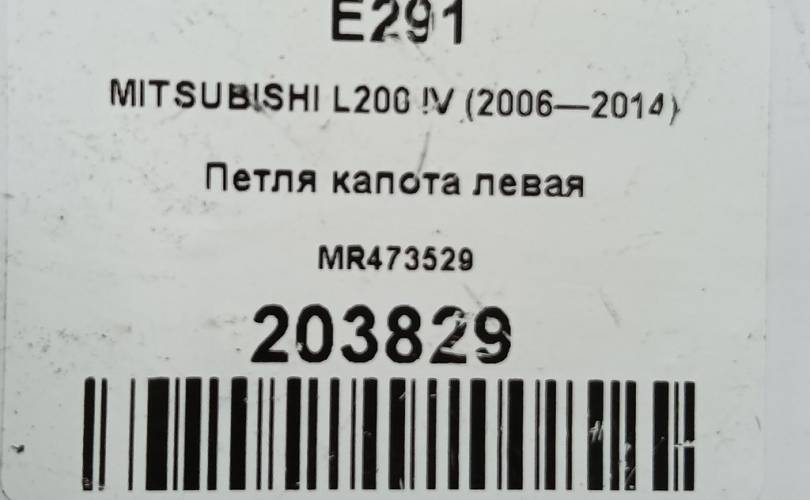 E291
MITSUBISHI L200 IV (2006—2014)
Петля капота левая
MR473529
203829